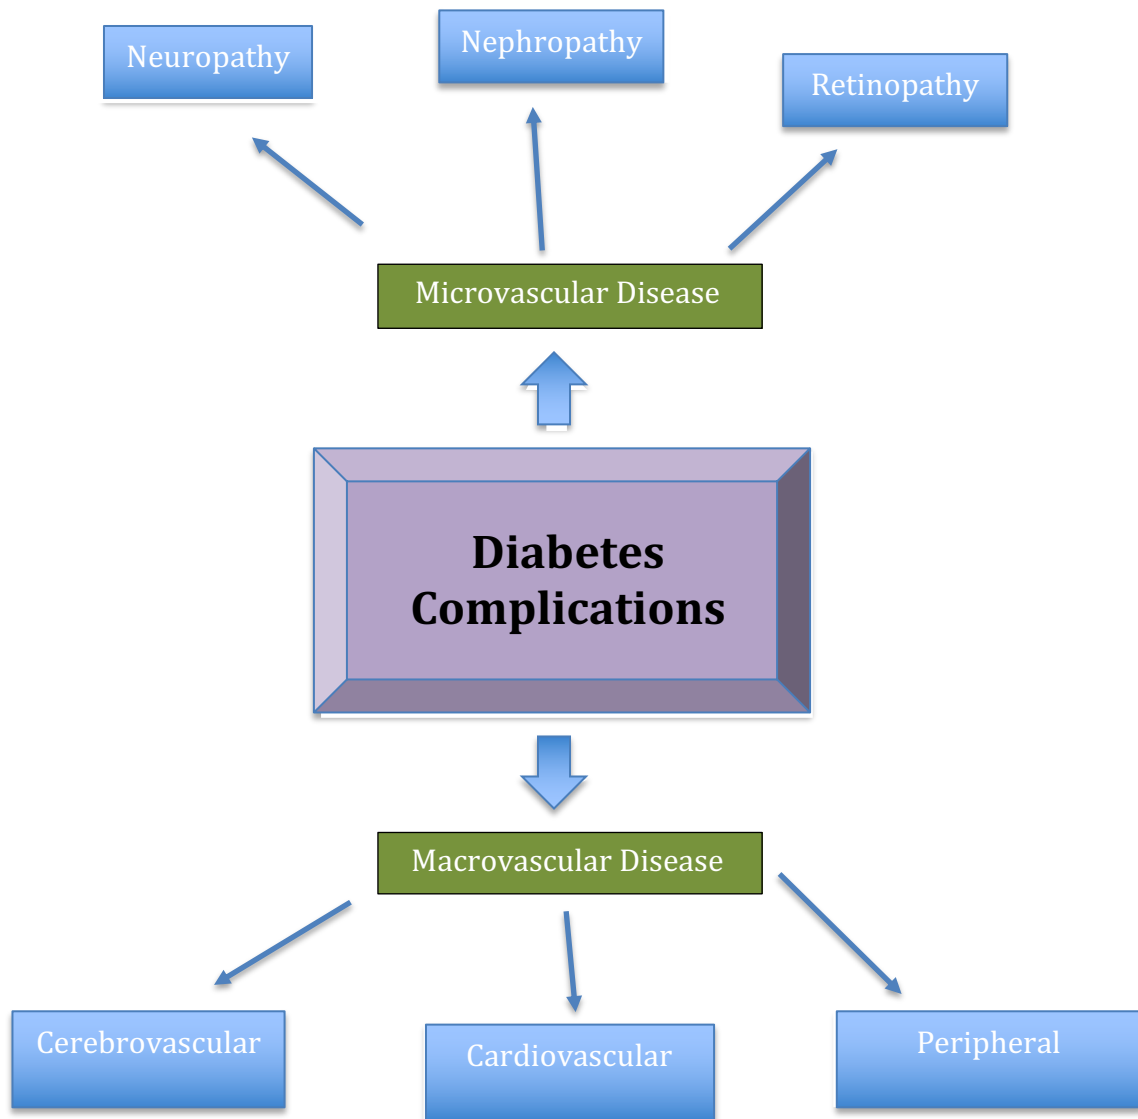 Neuropathy
Nephropathy
Retinopathy
Microvascular Disease
Diabetes
Complications
Macrovascular Disease
Cerebrovascular
Cardiovascular
Peripheral